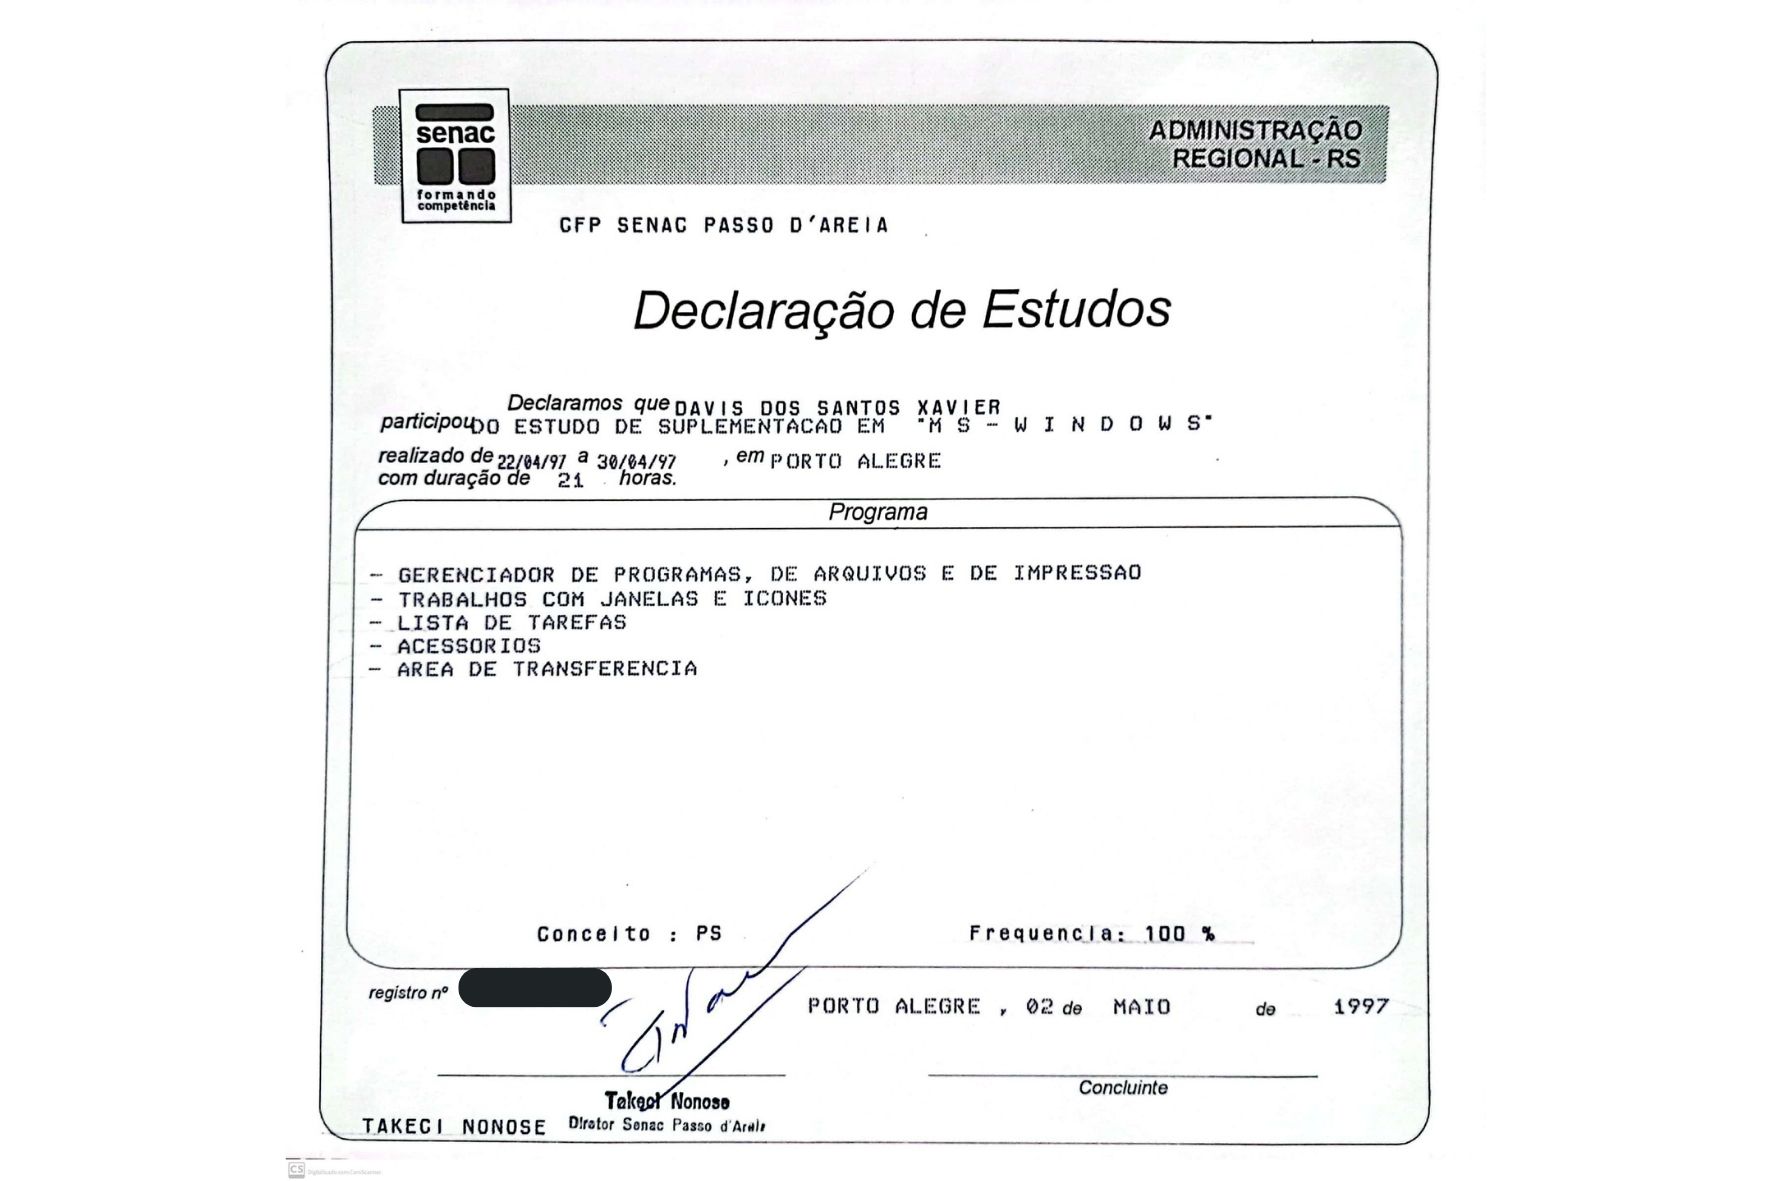 senac
formando
competência
ADMINISTRAÇÃO
REGIONAL - RS
CFP SENAC PASSO D'AREIA
Declaração de Estudos
Declaramos que DAVIS DOS SANTOS XAVIER
participou DO ESTUDO DE SUPLEMENTACAO EM "M S - W I N D O W S"
realizado de 22/04/97 a 30/04/97 , em PORTO ALEGRE
com duração de 21 horas.
Programa
- GERENCIADOR DE PROGRAMAS, DE ARQUIVOS E DE IMPRESSAO
- TRABALHOS COM JANELAS E ICONES
- LISTA DE TAREFAS
- ACESSORIOS
- AREA DE TRANSFERENCIA
Conceito : PS Frequencia: 100 %
registro nº
PORTO ALEGRE , 02 de MAIO de 1997
Concluinte
Takeci Nonose
TAKECI NONOSE Diretor Senac Passo d'Areia
CS Digitalizado com CamScanner